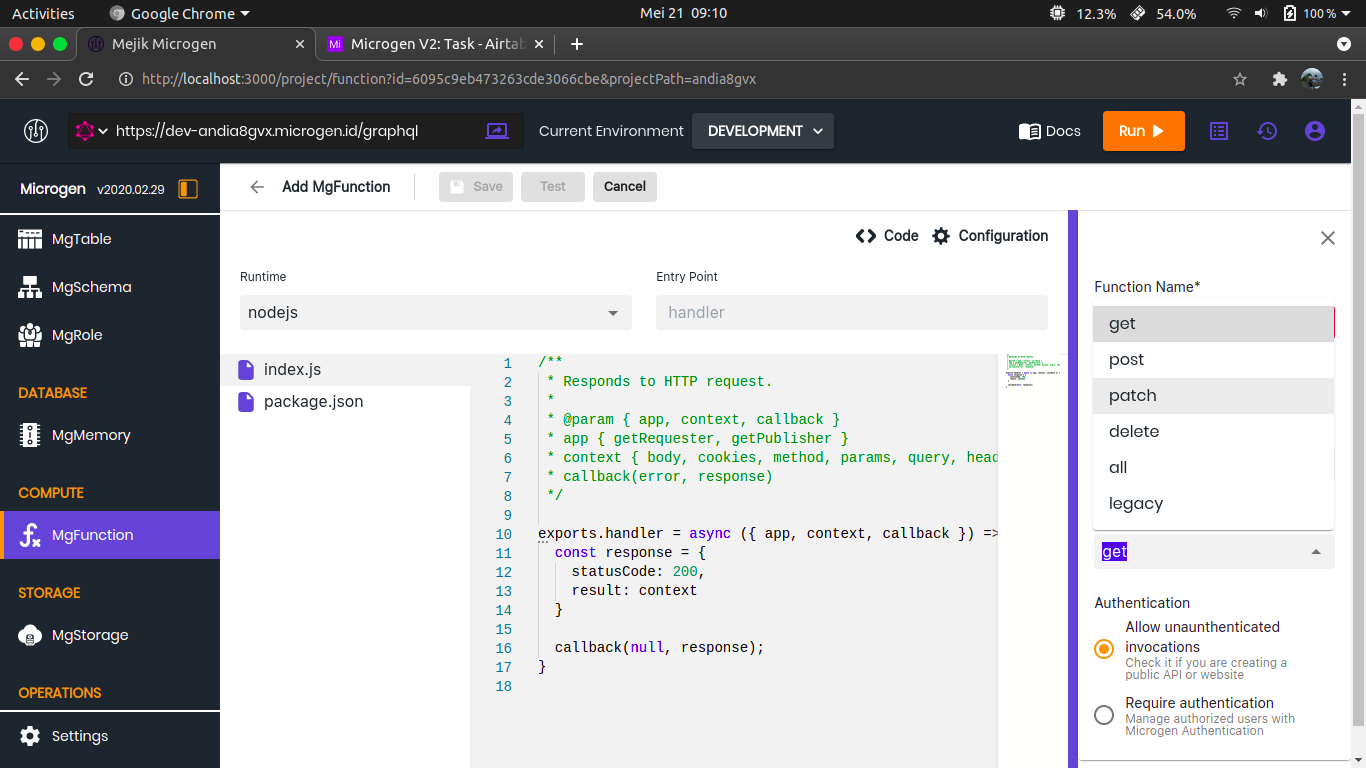 Activities
Google Chrome
Mei 21 09:10
12.3%
54.0%
100 %
Mejik Microgen
Mi
Microgen V2: Task - Airtab
http://localhost:3000/project/function?id=6095c9eb473263cde3066cbe&projectPath=andia8gvx
https://dev-andia8gvx.microgen.id/graphql
Current Environment
DEVELOPMENT
Docs
Run
Microgen v2020.02.29
MgTable
MgSchema
MgRole
DATABASE
MgMemory
COMPUTE
MgFunction
STORAGE
MgStorage
OPERATIONS
Settings
Add MgFunction
Save
Test
Cancel
Code
Configuration
Runtime
nodejs
Entry Point
handler
index.js
package.json
1 /**
2 * Responds to HTTP request.
3 *
4 * @param { app, context, callback }
5 * app { getRequester, getPublisher }
6 * context { body, cookies, method, params, query, head
7 * callback(error, response)
8 */
9
10 exports.handler = async ({ app, context, callback }) =>
11 const response = {
12 statusCode: 200,
13 result: context
14 }
15
16 callback(null, response);
17 }
18
Function Name*
get
post
patch
delete
all
legacy
get
Authentication
Allow unaunthenticated
invocations
Check it if you are creating a
public API or website
Require authentication
Manage authorized users with
Microgen Authentication